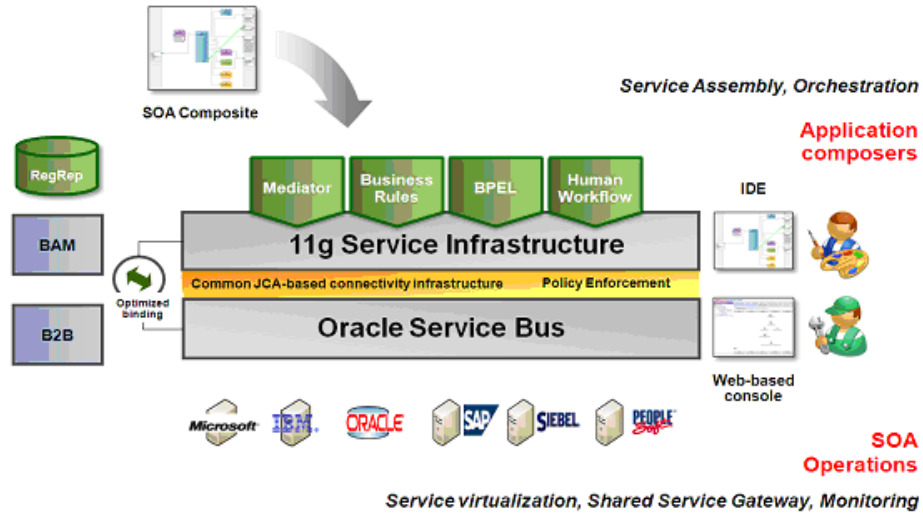 SOA Composite
Service Assembly, Orchestration
Application
composers
RegRep
Mediator
Business
Rules
BPEL
Human
Workflow
IDE
BAM
11g Service Infrastructure
Common JCA-based connectivity infrastructure
Policy Enforcement
Optimized
binding
B2B
Oracle Service Bus
Web-based
console
Microsoft
IBM.
ORACLE
SAP
SIEBEL
PEOPLE
Soft
SOA
Operations
Service virtualization, Shared Service Gateway, Monitoring